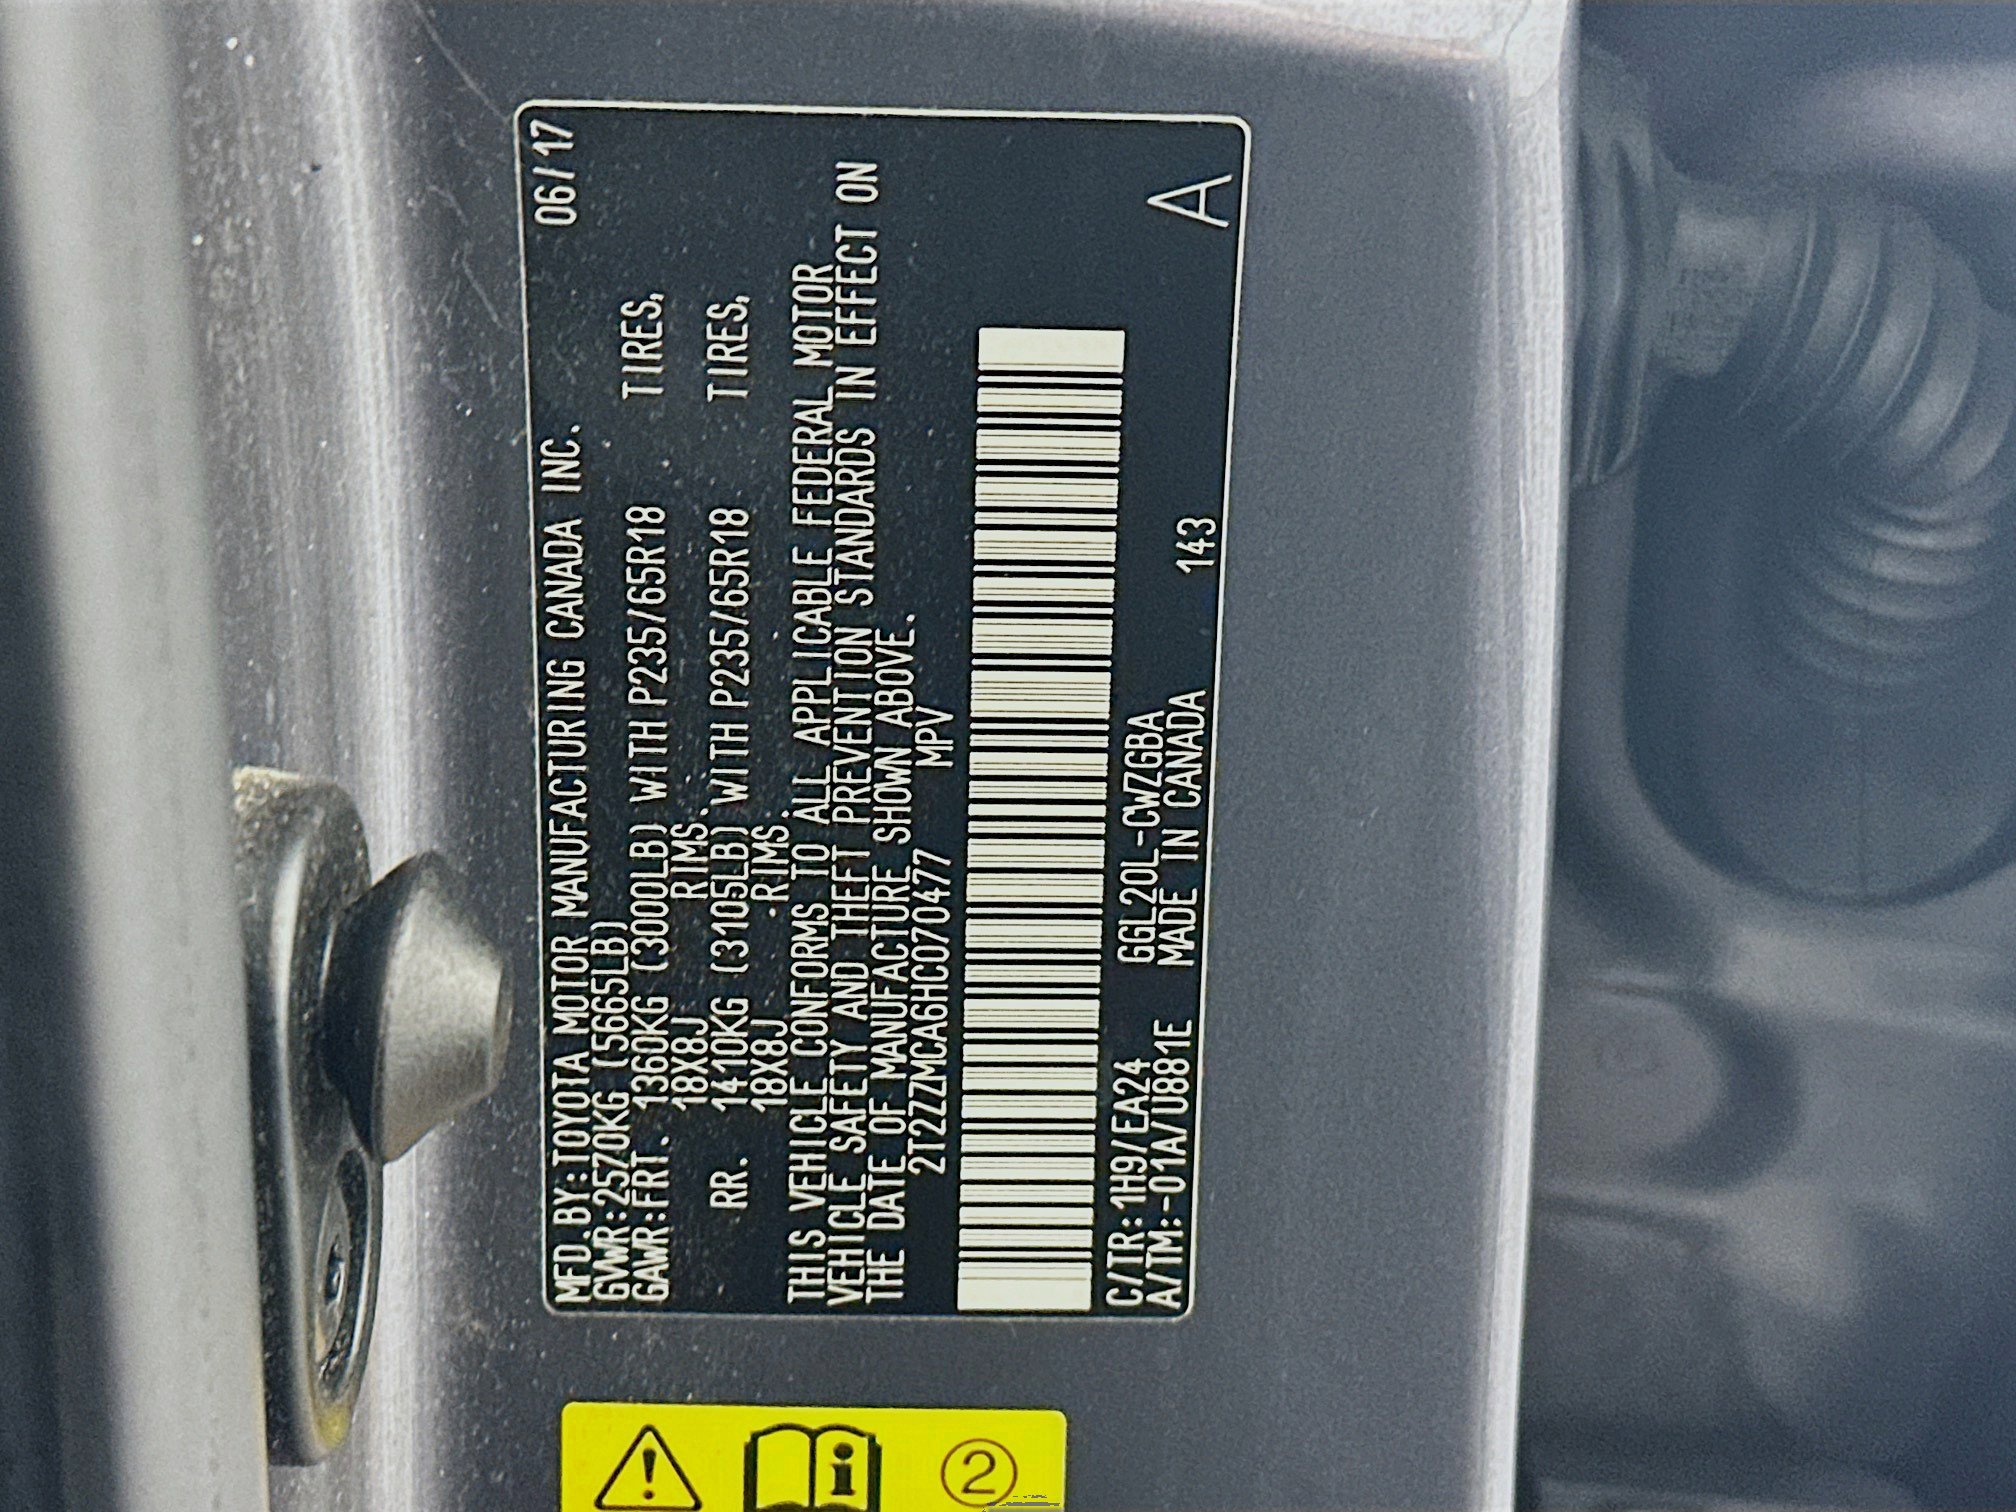 MFD.BY:TOYOTA MOTOR MANUFACTURING CANADA INC. 06/17
GVWR:2570KG (5665LB)
GAWR:FRT. 1360KG (3000LB) WITH P235/65R18 TIRES,
18X8J RIMS.
RR. 1410KG (3105LB) WITH P235/65R18 TIRES,
18X8J RIMS.
THIS VEHICLE CONFORMS TO ALL APPLICABLE FEDERAL MOTOR
VEHICLE SAFETY AND THEFT PREVENTION STANDARDS IN EFFECT ON
THE DATE OF MANUFACTURE SHOWN ABOVE.
2T2ZZMCA6HC070477 MPV
C/TR:1H9/EA24 GGL20L-CWZGBA
A/TM:-01A/U881E MADE IN CANADA 143
A
2